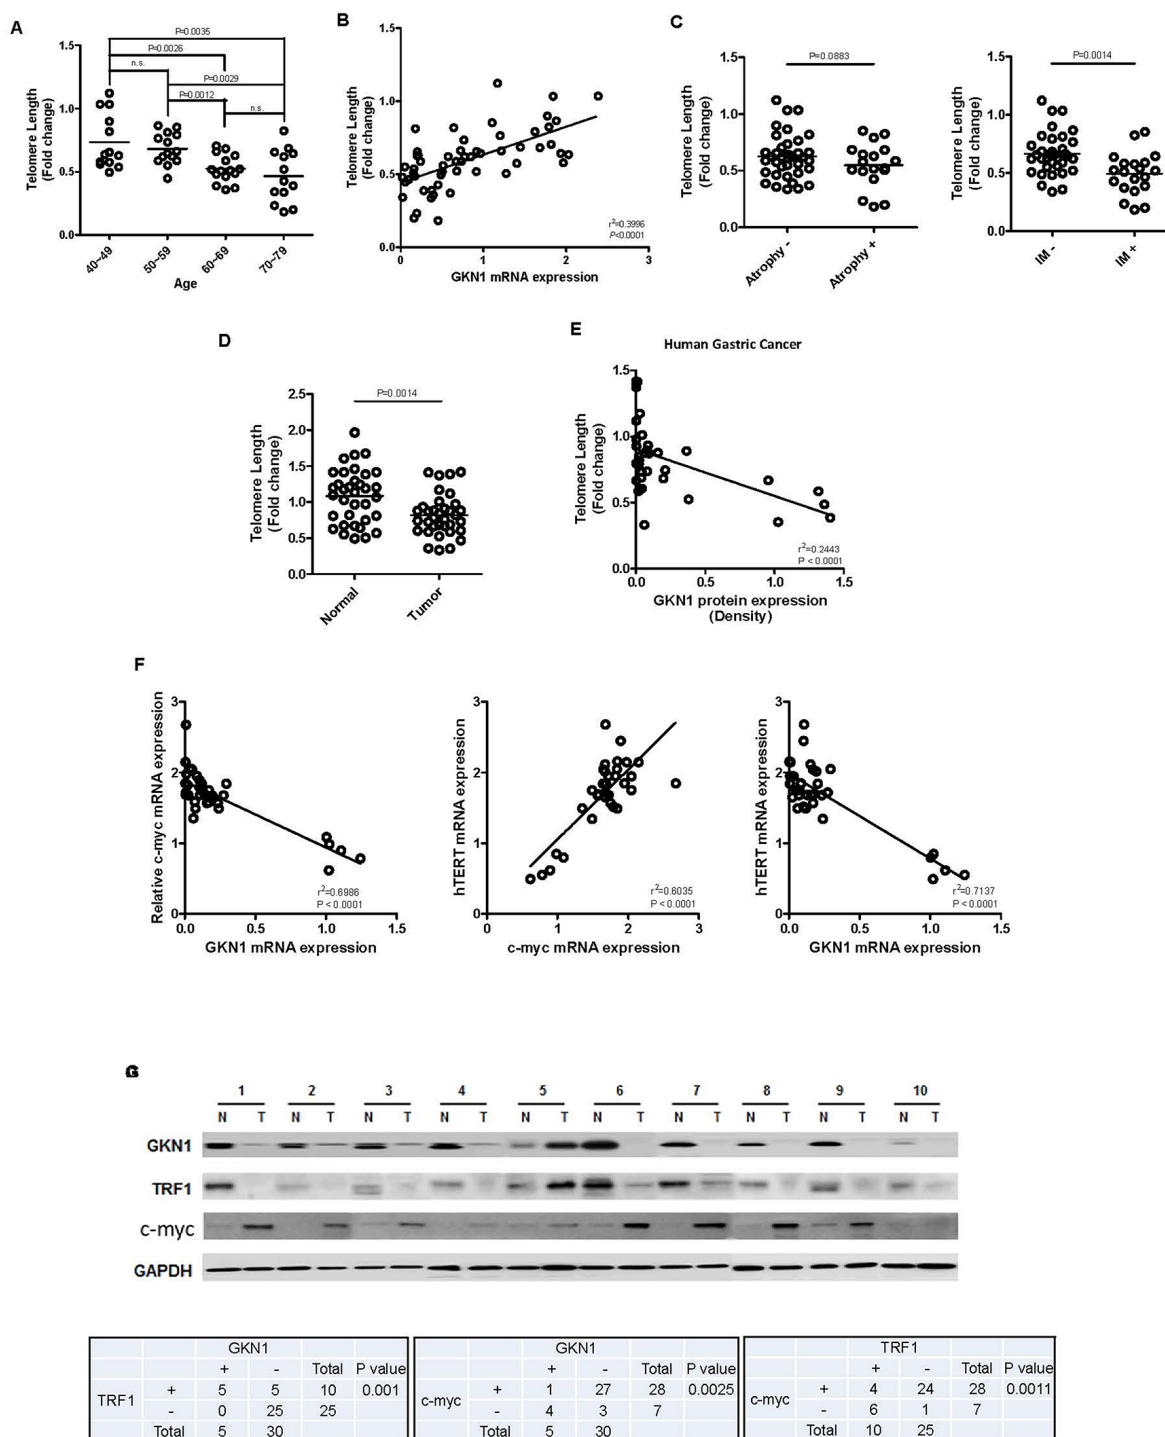 A
P=0.0035
P=0.0026
n.s.
P=0.0029
P=0.0012
n.s.
Telomere Length
(Fold change)
1.5
1.0
0.5
0.0
40~49
50~59
60~69
70~79
Age
B
Telomere Length
(Fold change)
1.5
1.0
0.5
0.0
r²=0.3996
P<0.0001
0 1 2 3
GKN1 mRNA expression
C
P=0.0883
Telomere Length
(Fold change)
1.5
1.0
0.5
0.0
Atrophy -
Atrophy +
P=0.0014
Telomere Length
(Fold change)
1.5
1.0
0.5
0.0
IM -
IM +
D
P=0.0014
Telomere Length
(Fold change)
2.5
2.0
1.5
1.0
0.5
0.0
Normal
Tumor
E
Human Gastric Cancer
Telomere Length
(Fold change)
1.5
1.0
0.5
0.0
r²=0.2443
P < 0.0001
0.0 0.5 1.0 1.5
GKN1 protein expression
(Density)
F
Relative c-myc mRNA expression
3
2
1
0
r²=0.6986
P < 0.0001
0.0 0.5 1.0 1.5
GKN1 mRNA expression
hTERT mRNA expression
3
2
1
0
r²=0.6035
P < 0.0001
0 1 2 3
c-myc mRNA expression
hTERT mRNA expression
3
2
1
0
r²=0.7137
P < 0.0001
0.0 0.5 1.0 1.5
GKN1 mRNA expression
G
1 2 3 4 5 6 7 8 9 10
N T N T N T N T N T N T N T N T N T N T
GKN1
TRF1
c-myc
GAPDH
GKN1
+ - Total P value
TRF1 + 5 5 10 0.001
- 0 25 25
Total 5 30
GKN1
+ - Total P value
c-myc + 1 27 28 0.0025
- 4 3 7
Total 5 30
TRF1
+ - Total P value
c-myc + 4 24 28 0.0011
- 6 1 7
Total 10 25